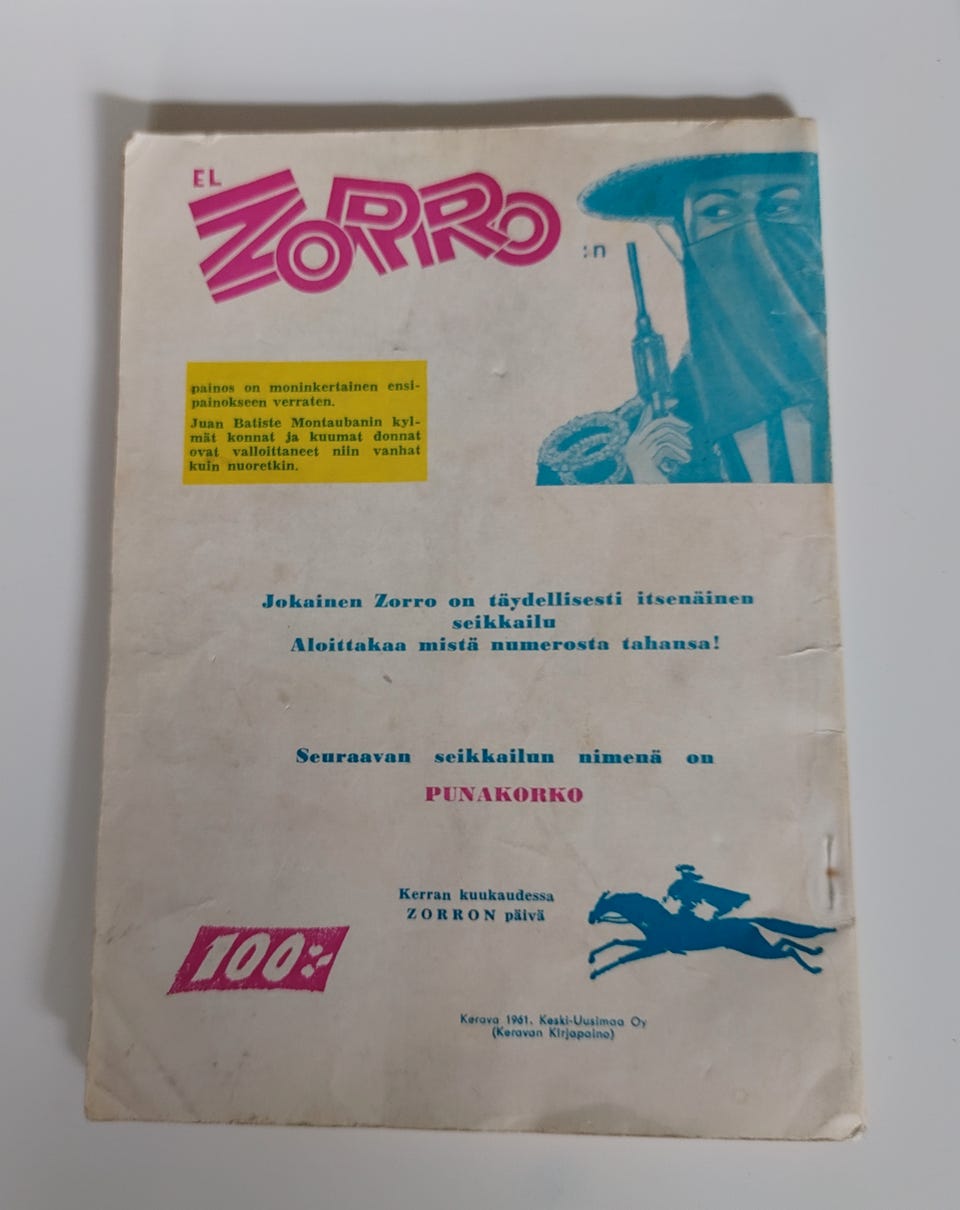 EL
ZORRO
:n
painos on moninkertainen ensi-
painokseen verraten.
Juan Batiste Montaubanin kyl-
mät konnat ja kuumat donnat
ovat valloittaneet niin vanhat
kuin nuoretkin.
Jokainen Zorro on täydellisesti itsenäinen
seikkailu
Aloittakaa mistä numerosta tahansa!
Seuraavan seikkailun nimenä on
PUNAKORKO
Kerran kuukaudessa
ZORRON päivä
100:-
Kerava 1961. Keski-Uusimaa Oy
(Keravan Kirjapaino)